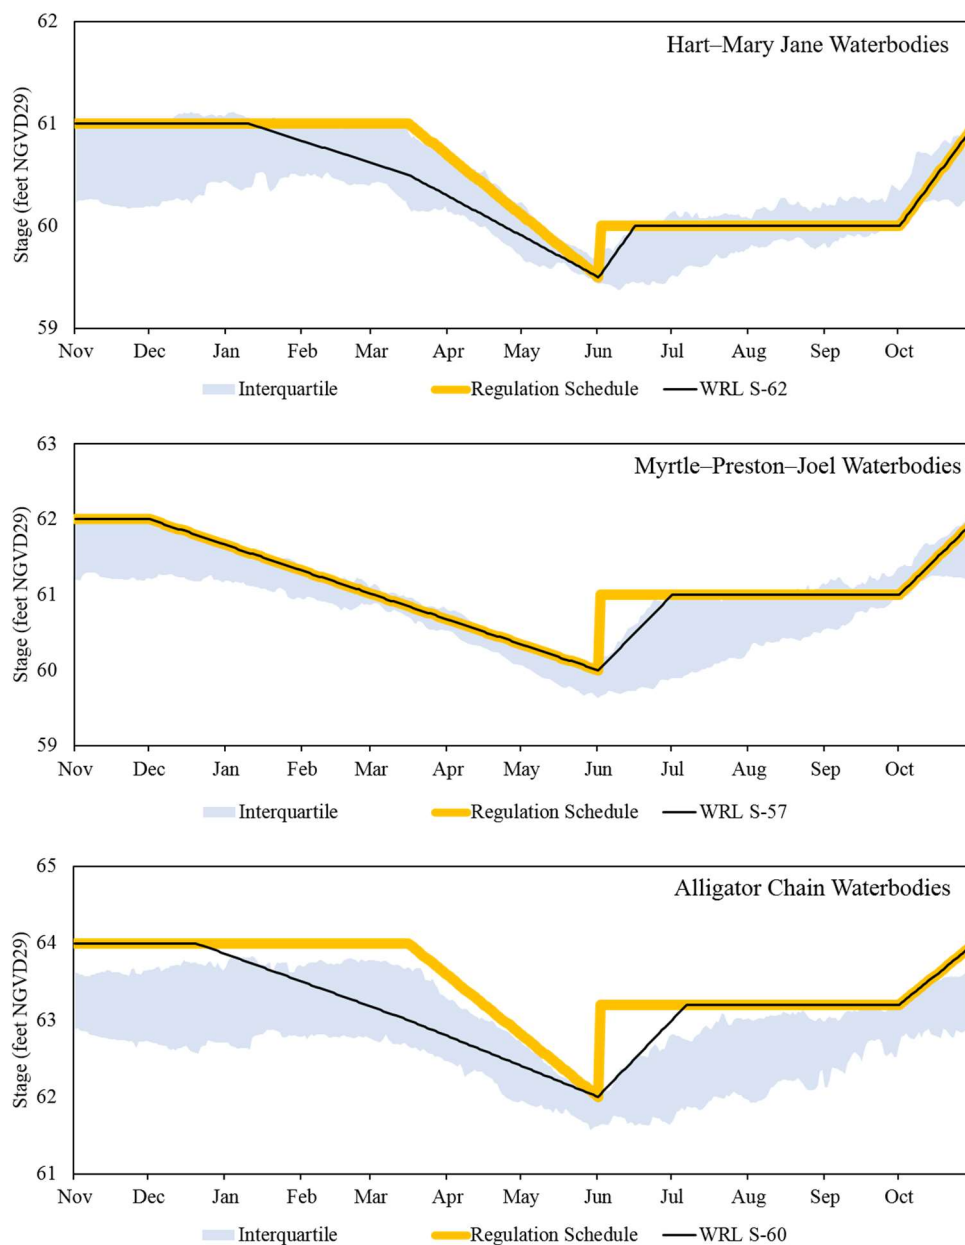 Hart–Mary Jane Waterbodies
Stage (feet NGVD29)
62
61
60
59
Nov Dec Jan Feb Mar Apr May Jun Jul Aug Sep Oct
Interquartile Regulation Schedule WRL S-62
Myrtle–Preston–Joel Waterbodies
Stage (feet NGVD29)
63
62
61
60
59
Nov Dec Jan Feb Mar Apr May Jun Jul Aug Sep Oct
Interquartile Regulation Schedule WRL S-57
Alligator Chain Waterbodies
Stage (feet NGVD29)
65
64
63
62
61
Nov Dec Jan Feb Mar Apr May Jun Jul Aug Sep Oct
Interquartile Regulation Schedule WRL S-60